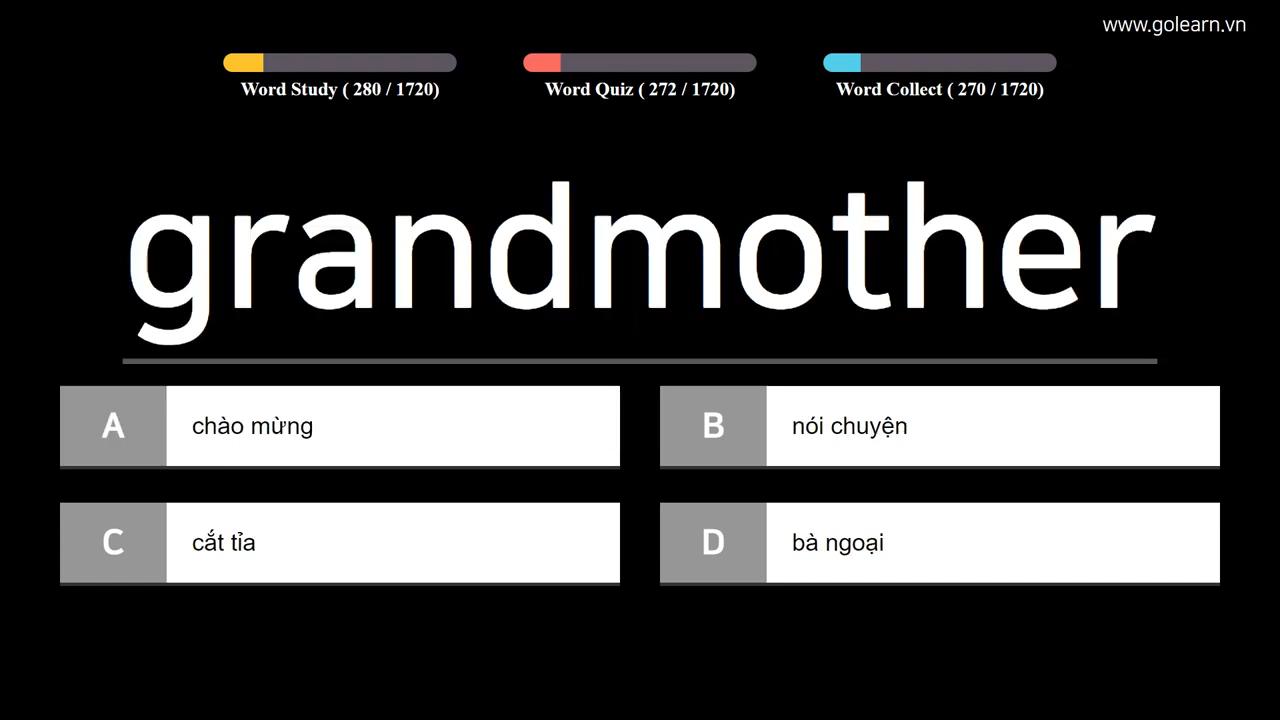 www.golearn.vn
Word Study ( 280 / 1720)
Word Quiz ( 272 / 1720)
Word Collect ( 270 / 1720)
grandmother
A chào mừng
B nói chuyện
C cắt tỉa
D bà ngoại